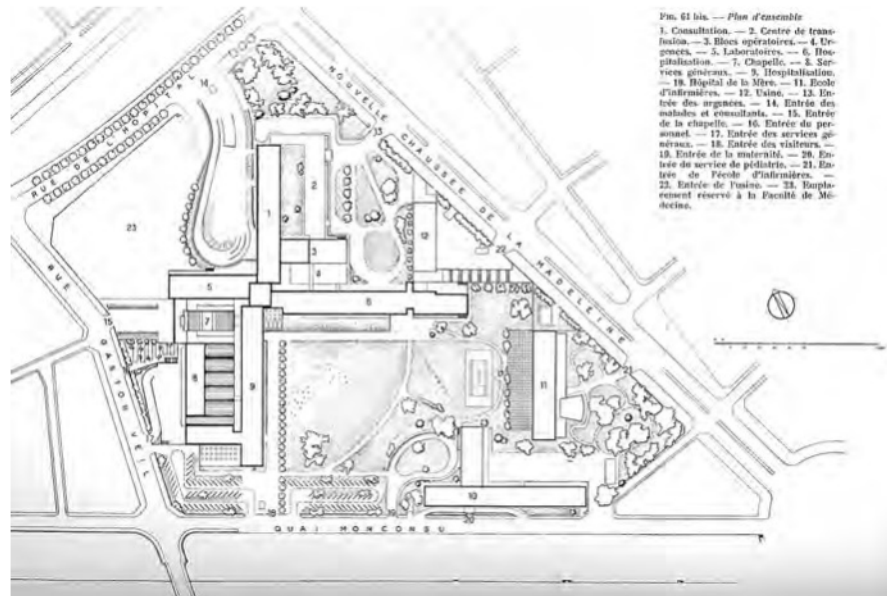 Fig. 61 bis. — Plan d'ensemble
1. Consultation. — 2. Centre de trans-
fusion. — 3. Blocs opératoires. — 4. Ur-
gences. — 5. Laboratoires. — 6. Hos-
pitalisation. — 7. Chapelle. — 8. Ser-
vices généraux. — 9. Hospitalisation.
— 10. Hôpital de la Mère. — 11. Ecole
d'infirmières. — 12. Usine. — 13. En-
trée des urgences. — 14. Entrée des
malades et consultants. — 15. Entrée
de la chapelle. — 16. Entrée du per-
sonnel. — 17. Entrée des services gé-
néraux. — 18. Entrée des visiteurs. —
19. Entrée de la maternité. — 20. En-
trée du service de pédiatrie. — 21. En-
trée de l'école d'infirmières. —
22. Entrée de l'usine. — 23. Empla-
cement réservé à la Faculté de Mé-
decine.
RUE DE L'HOPITAL
NOUVELLE CHAUSSEE DE LA MADELEINE
RUE GASTON VEIL
QUAI MONCOUSU
14
13
2
1
23
12
3
4
22
5
6
7
15
8
9
11
21
10
18
19
20